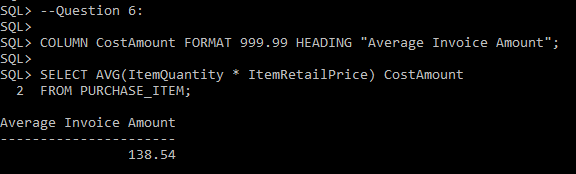 SQL> --Question 6:
SQL>
SQL> COLUMN CostAmount FORMAT 999.99 HEADING "Average Invoice Amount";
SQL>
SQL> SELECT AVG(ItemQuantity * ItemRetailPrice) CostAmount
  2  FROM PURCHASE_ITEM;

Average Invoice Amount
----------------------
                138.54